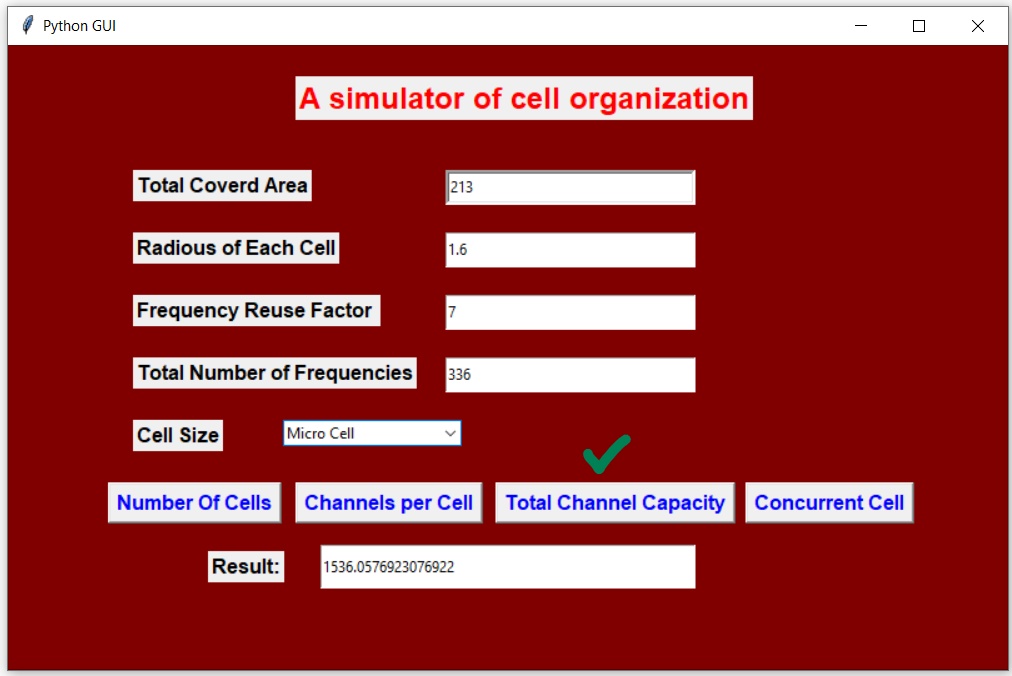 Python GUI
A simulator of cell organization
Total Coverd Area
213
Radious of Each Cell
1.6
Frequency Reuse Factor
7
Total Number of Frequencies
336
Cell Size
Micro Cell
Number Of Cells Channels per Cell Total Channel Capacity Concurrent Cell
Result:
1536.0576923076922